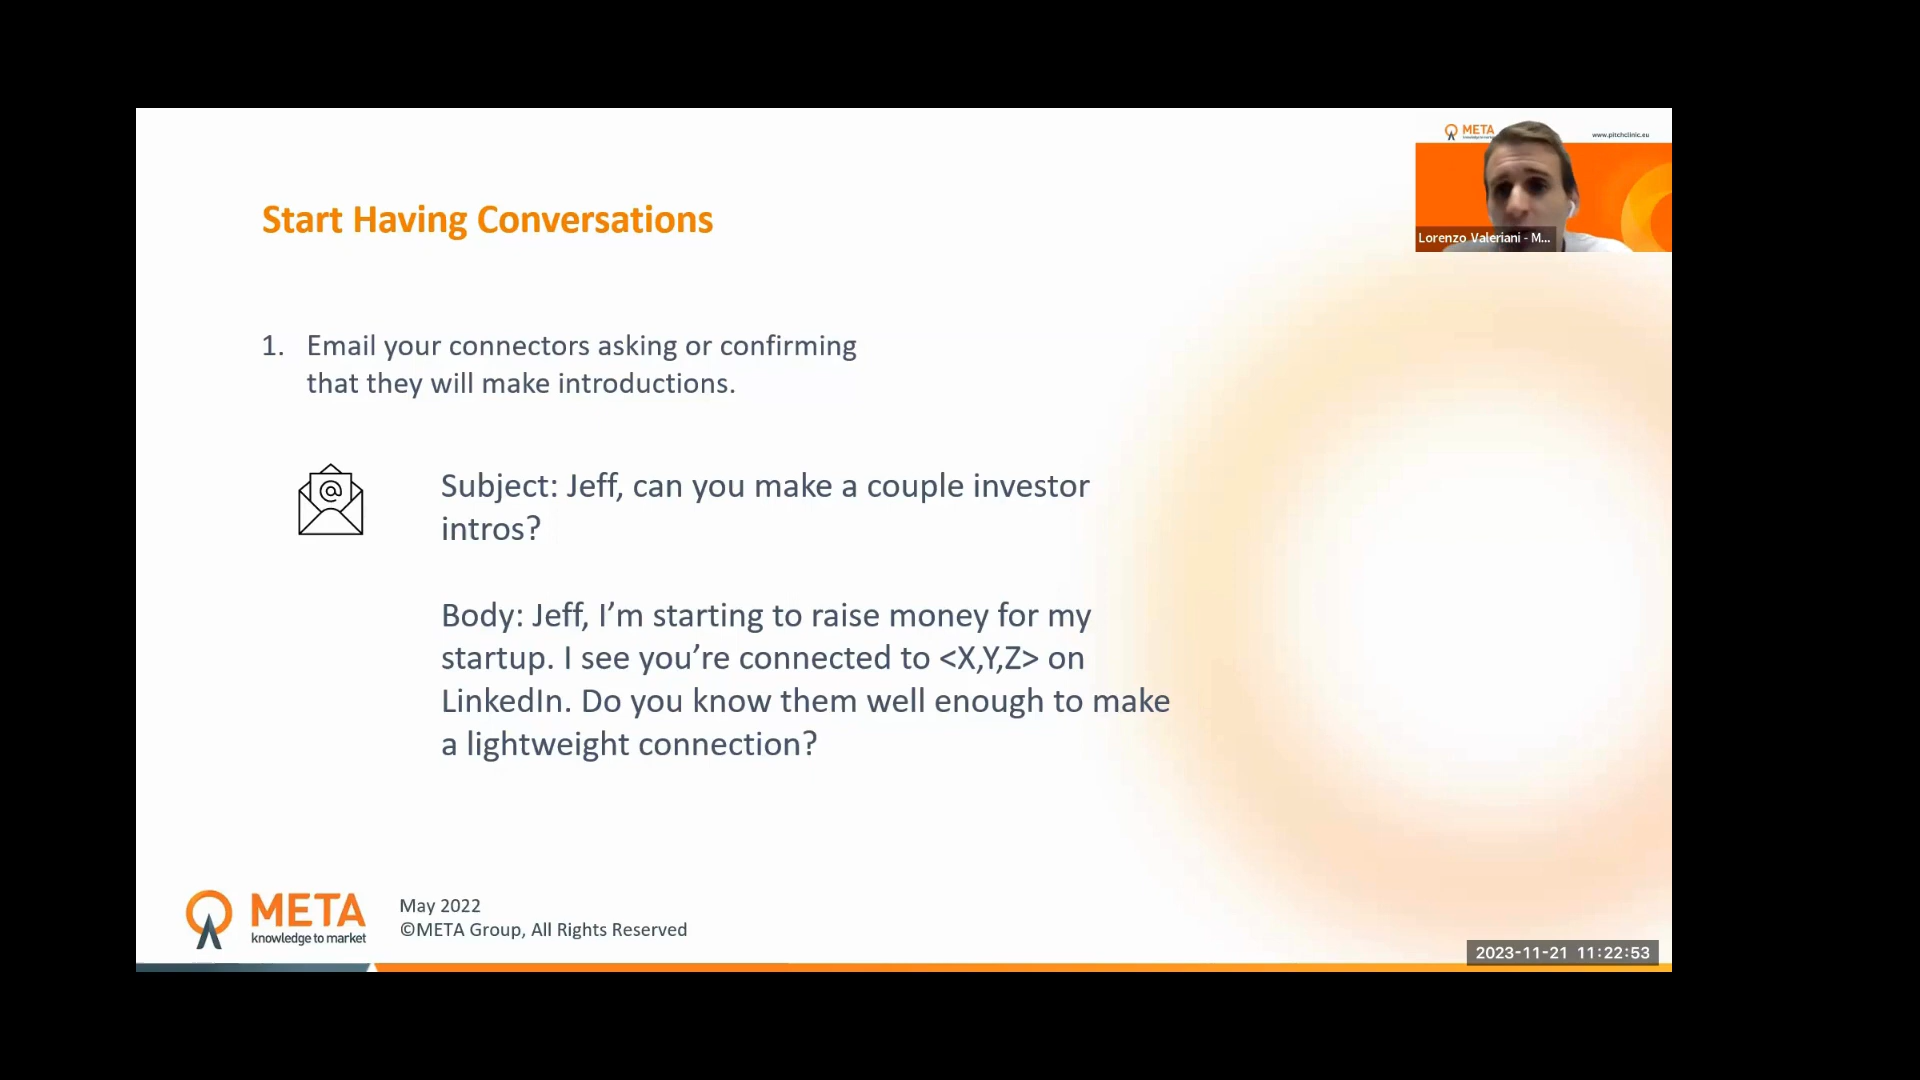 META
www.pitchclinic.eu
Lorenzo Valeriani - M...
Start Having Conversations
1. Email your connectors asking or confirming
that they will make introductions.
@
Subject: Jeff, can you make a couple investor
intros?
Body: Jeff, I’m starting to raise money for my
startup. I see you’re connected to <X,Y,Z> on
LinkedIn. Do you know them well enough to make
a lightweight connection?
META
knowledge to market
May 2022
©META Group, All Rights Reserved
2023-11-21 11:22:53